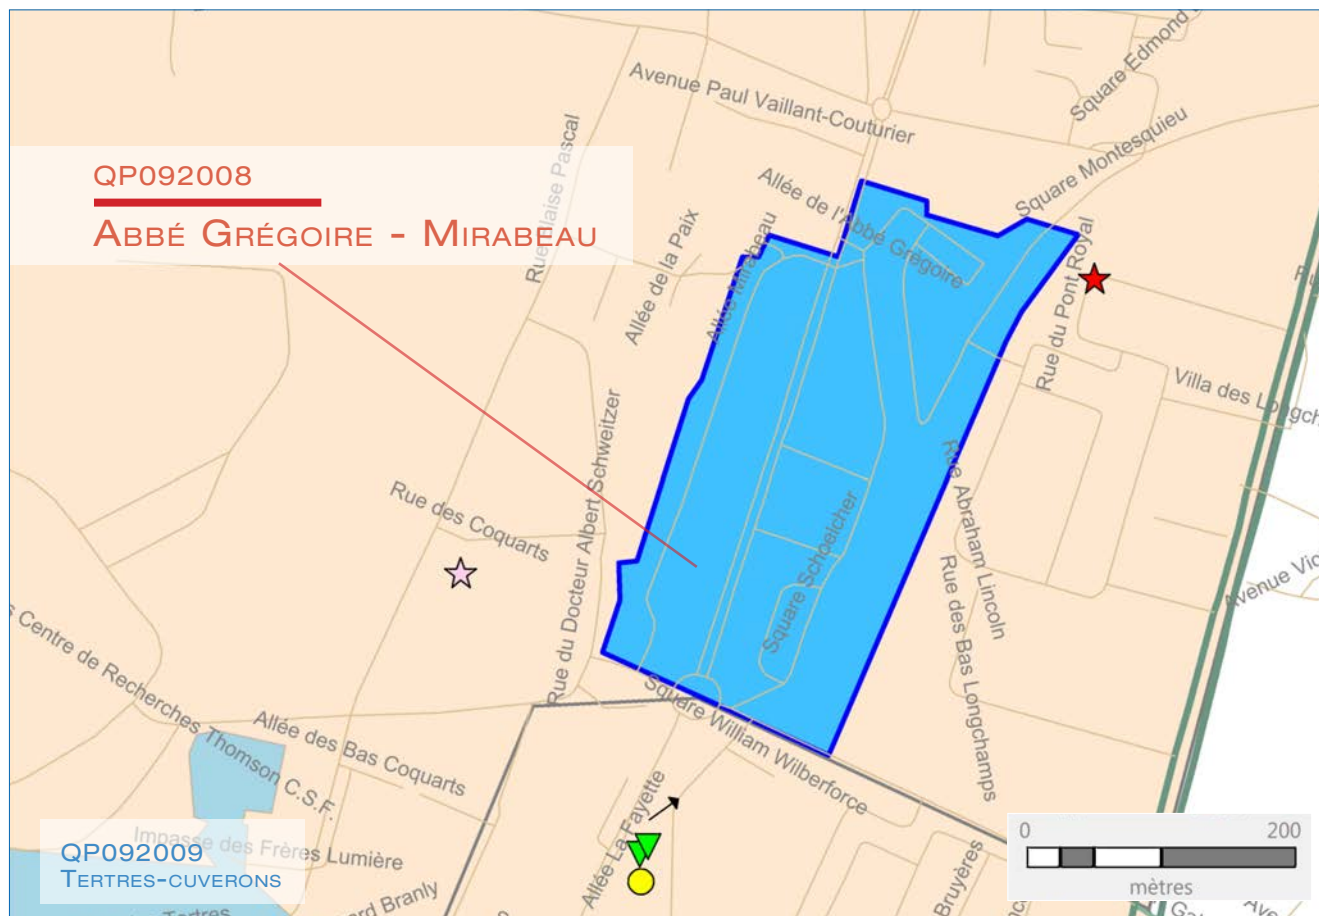 Square Edmond
Avenue Paul Vaillant-Couturier
Square Montesquieu
QP092008
ABBÉ GRÉGOIRE - MIRABEAU
Rue Blaise Pascal
Allée de l'Abbé Grégoire
Allée de la Paix
Allée Mirabeau
Rue du Pont Royal
Villa des Longch
Rue du Docteur Albert Schweitzer
Rue des Coquarts
Rue Abraham Lincoln
Square Schoelcher
Rue des Bas Longchamps
Avenue Vic
s Centre de Recherches Thomson C.S.F.
Allée des Bas Coquarts
Square William Wilberforce
Allée La Fayette
Impasse des Frères Lumière
QP092009
TERTRES-CUVERONS
Tertres
ard Branly
Bruyères
0 200
mètres
Ave